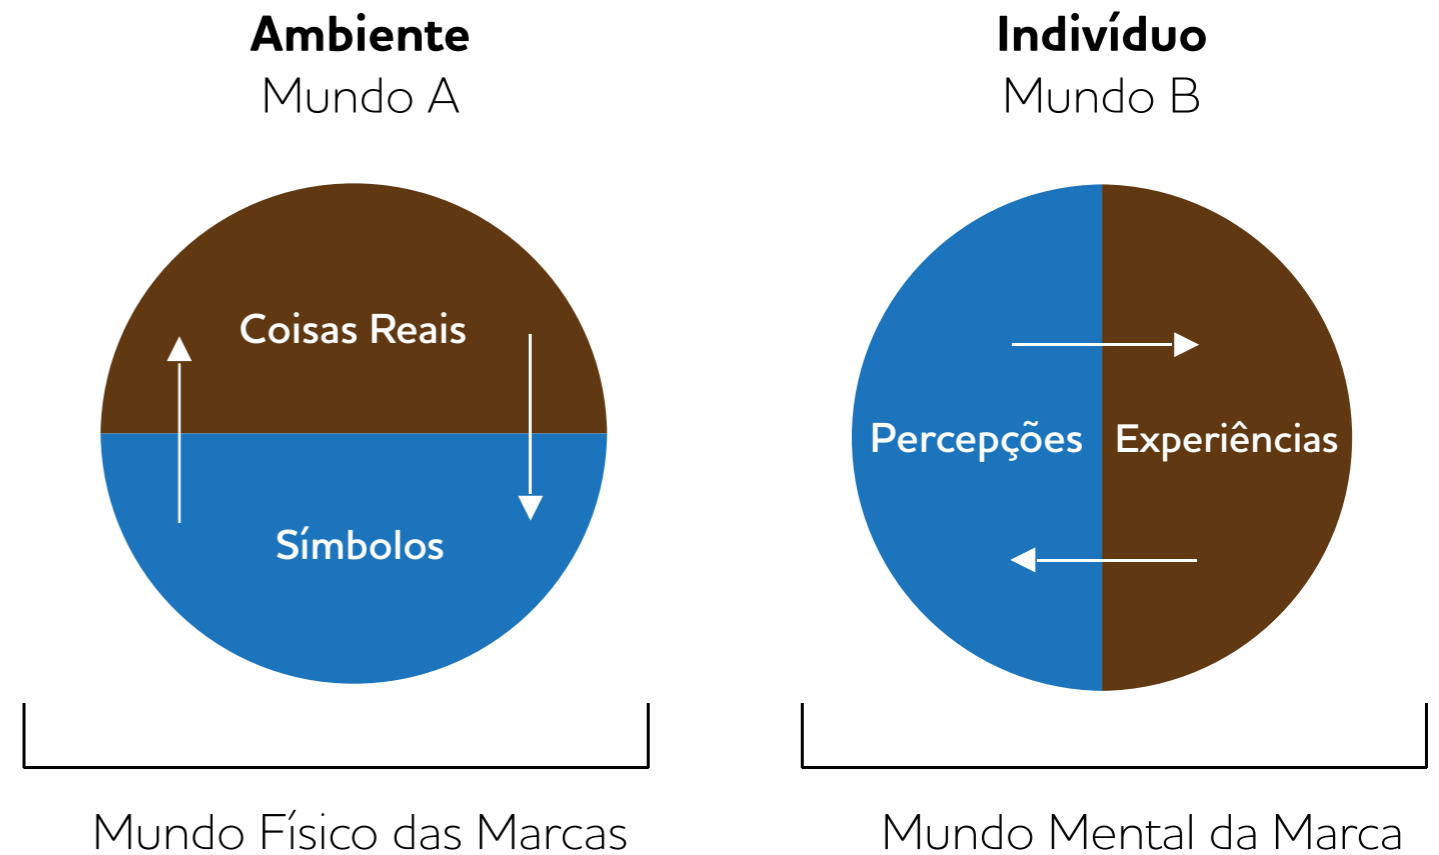 Ambiente
Mundo A
Coisas Reais
Símbolos
Mundo Físico das Marcas
Indivíduo
Mundo B
Percepções
Experiências
Mundo Mental da Marca